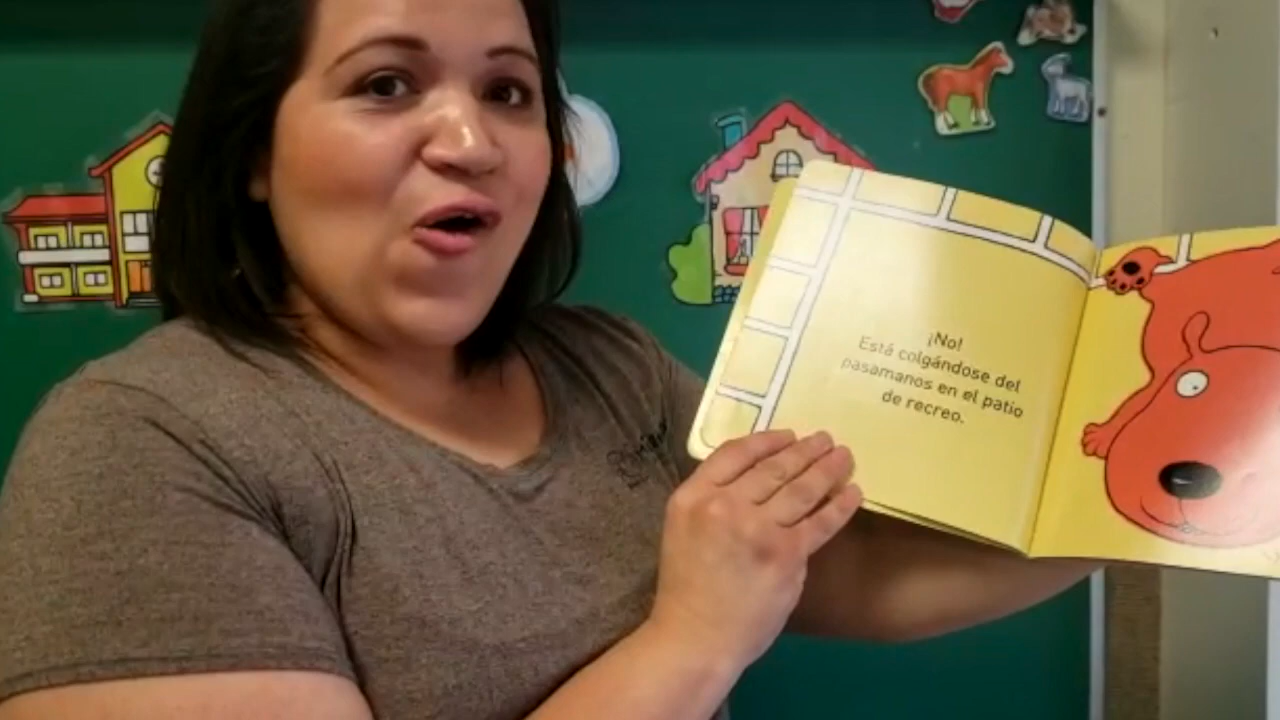 ¡No!
Está colgándose del
pasamanos en el patio
de recreo.